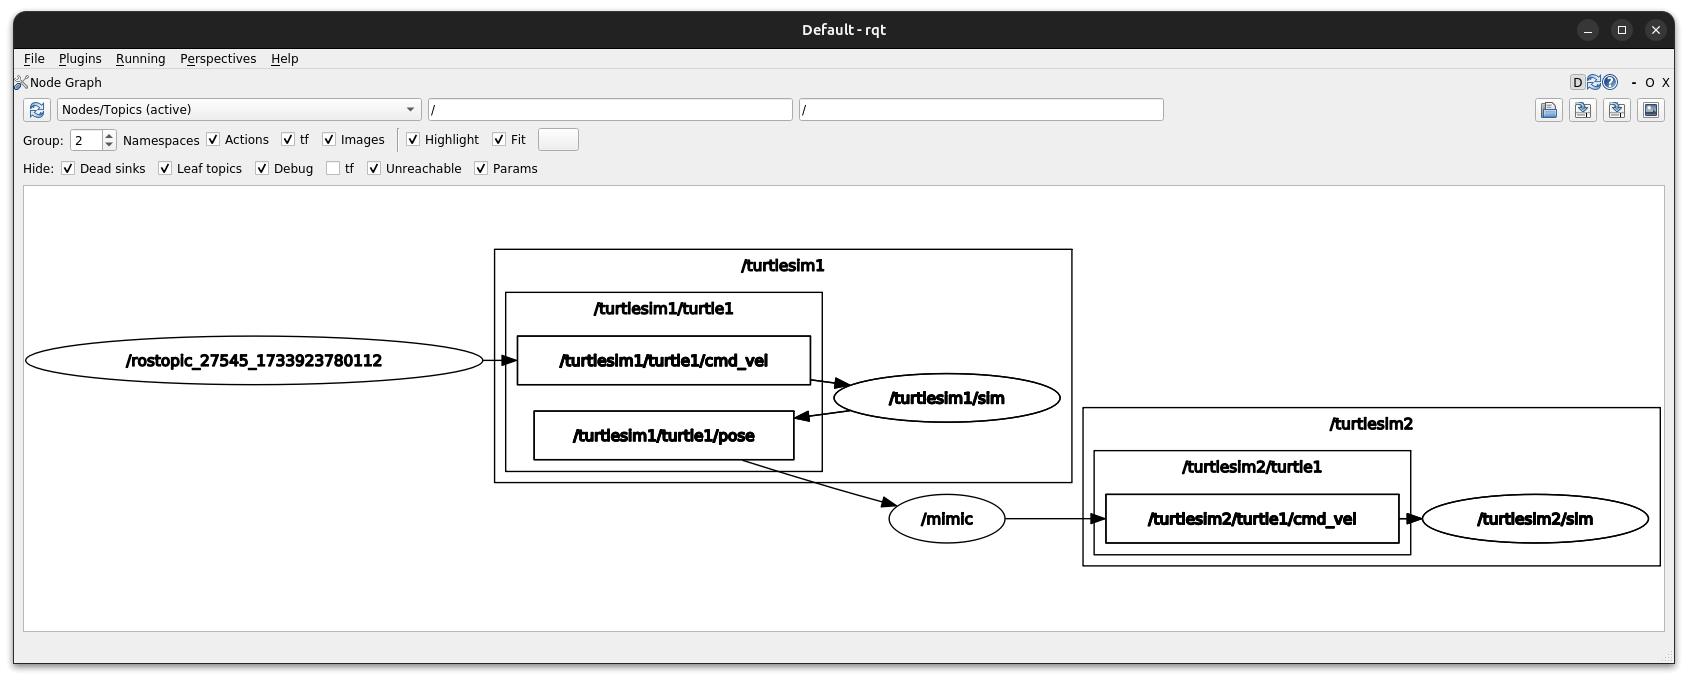 Default - rqt
File Plugins Running Perspectives Help
Node Graph D - O X
Nodes/Topics (active) / /
Group: 2 Namespaces Actions tf Images Highlight Fit
Hide: Dead sinks Leaf topics Debug tf Unreachable Params
/turtlesim1
/turtlesim1/turtle1
/rostopic_27545_1733923780112
/turtlesim1/turtle1/cmd_vel
/turtlesim1/sim
/turtlesim1/turtle1/pose
/turtlesim2
/turtlesim2/turtle1
/mimic
/turtlesim2/turtle1/cmd_vel
/turtlesim2/sim